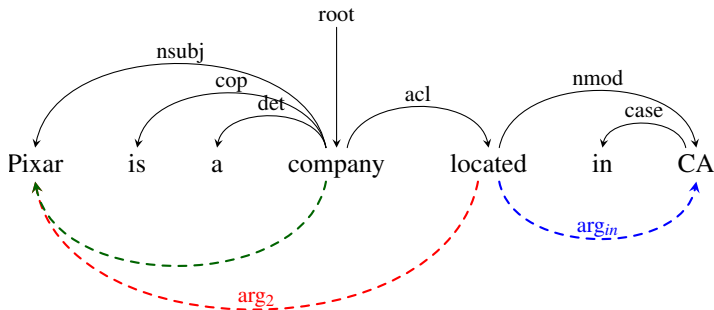 root
nsubj
cop
det
acl
nmod
case
Pixar is a company located in CA
arg_in
arg_2